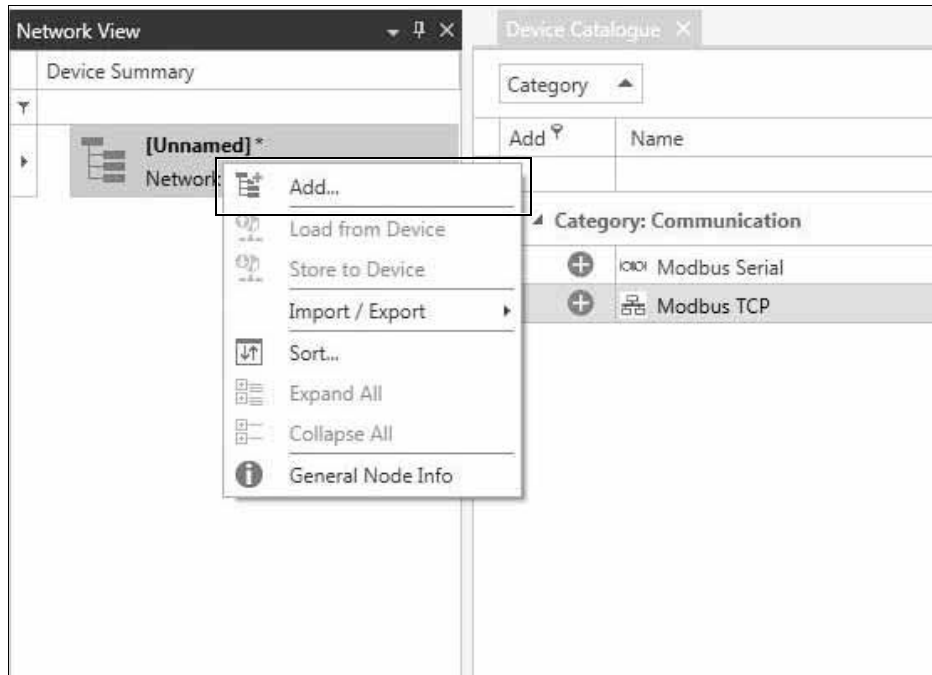 Network View
Device Summary
[Unnamed] *
Network
Add...
Load from Device
Store to Device
Import / Export
Sort...
Expand All
Collapse All
General Node Info
Device Catalogue
Category
Add Name
Category: Communication
Modbus Serial
Modbus TCP